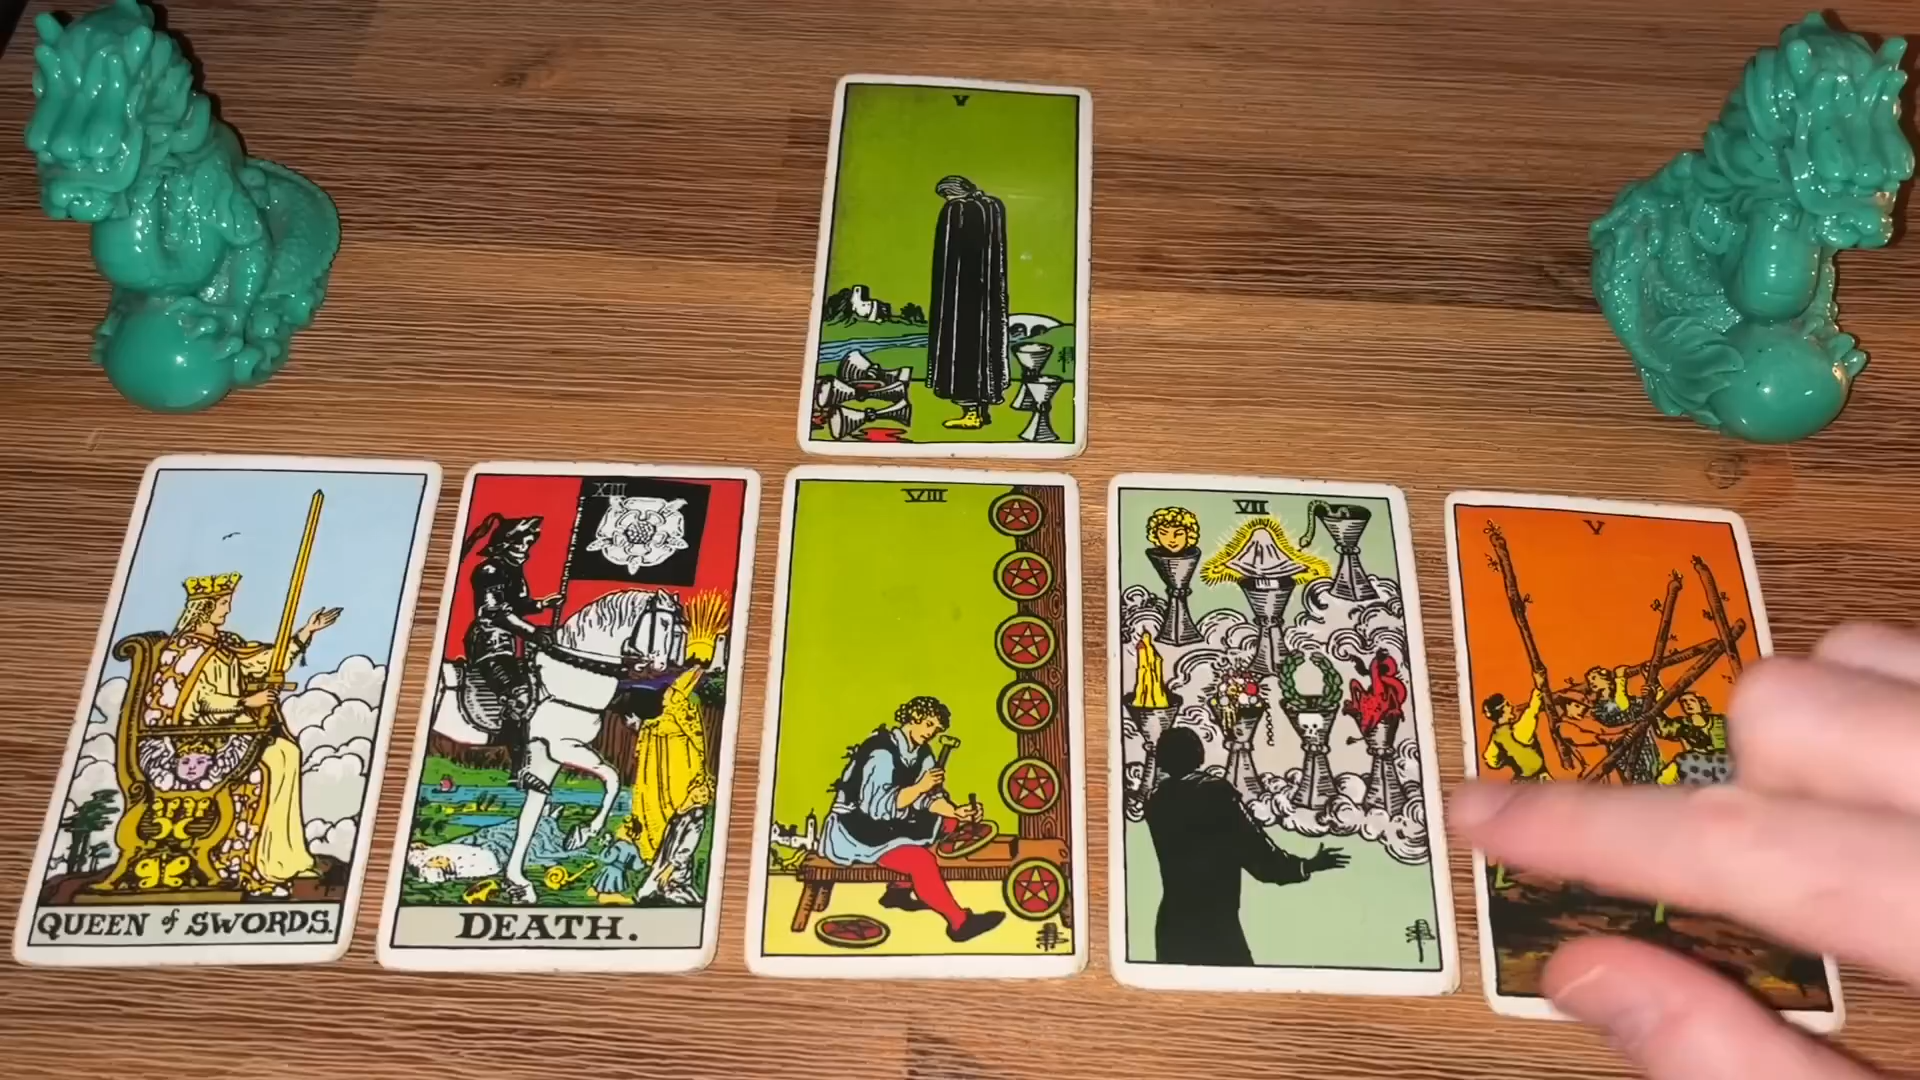 V
QUEEN of SWORDS.
XIII
DEATH.
VIII
VII
V